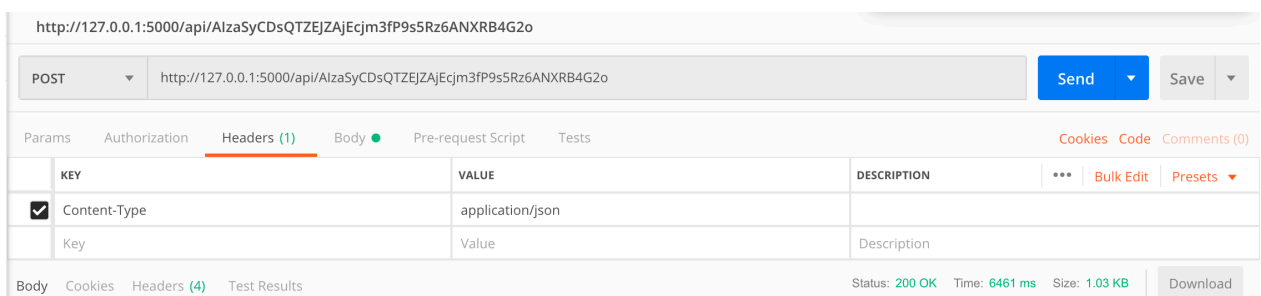 http://127.0.0.1:5000/api/AIzaSyCDsQTZEJZAjEcjm3fP9s5Rz6ANXRB4G2o
POST http://127.0.0.1:5000/api/AIzaSyCDsQTZEJZAjEcjm3fP9s5Rz6ANXRB4G2o Send Save
Params Authorization Headers (1) Body Pre-request Script Tests Cookies Code Comments (0)
KEY VALUE DESCRIPTION ••• Bulk Edit Presets
Content-Type application/json
Key Value Description
Body Cookies Headers (4) Test Results Status: 200 OK Time: 6461 ms Size: 1.03 KB Download